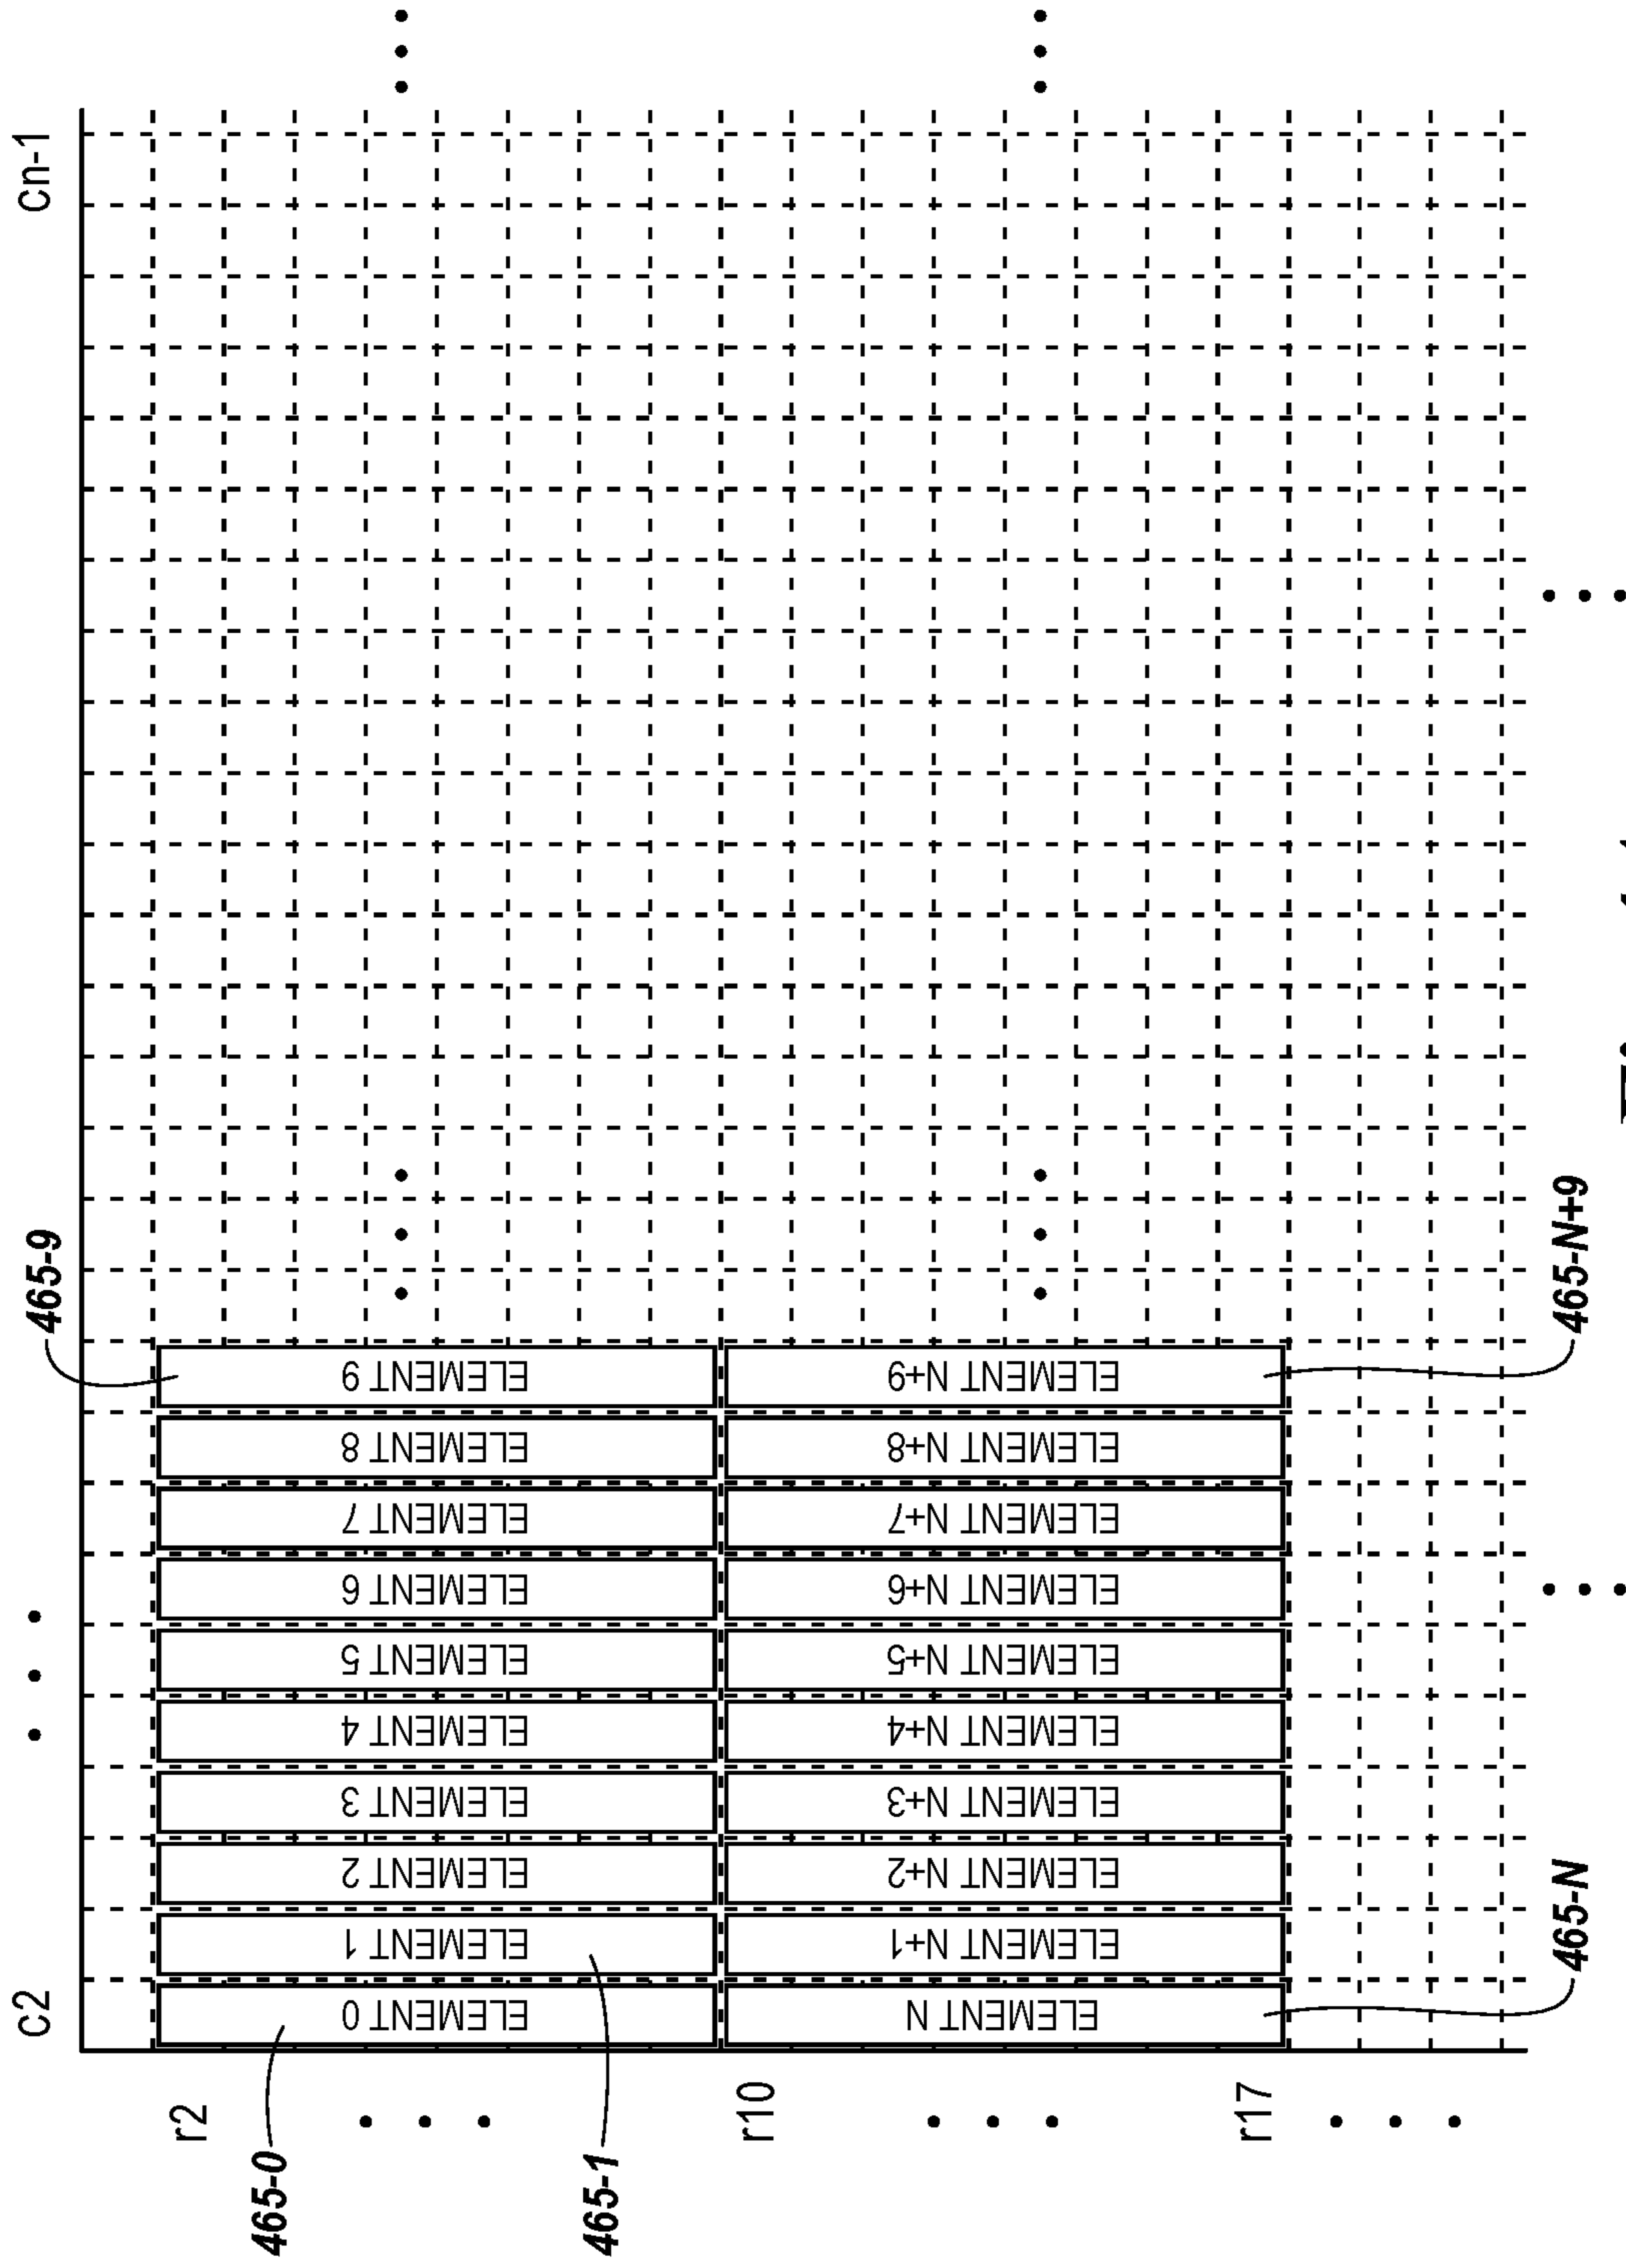 c2
465-9
cn-1
r2
465-0
465-1
r10
r17
ELEMENT 0
ELEMENT 1
ELEMENT 2
ELEMENT 3
ELEMENT 4
ELEMENT 5
ELEMENT 6
ELEMENT 7
ELEMENT 8
ELEMENT 9
ELEMENT N
ELEMENT N+1
ELEMENT N+2
ELEMENT N+3
ELEMENT N+4
ELEMENT N+5
ELEMENT N+6
ELEMENT N+7
ELEMENT N+8
ELEMENT N+9
465-N
465-N+9